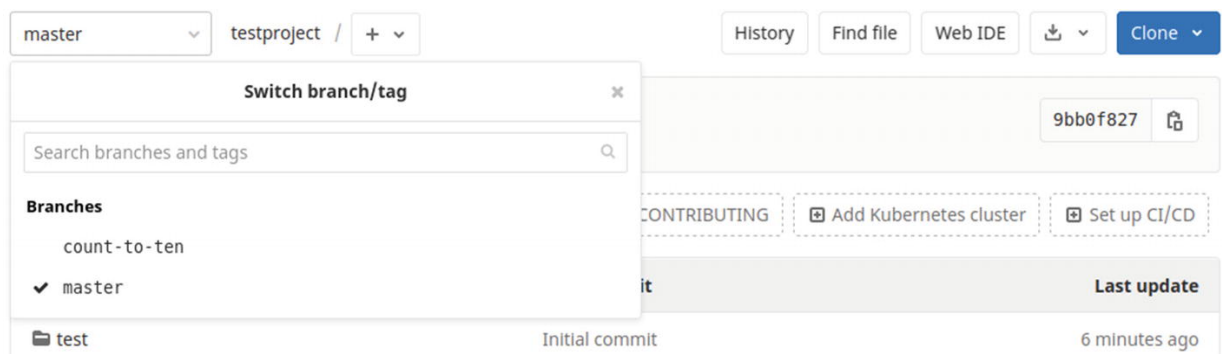 master testproject / + History Find file Web IDE Clone
Switch branch/tag ×
9bb0f827
Search branches and tags
Branches
CONTRIBUTING Add Kubernetes cluster Set up CI/CD
count-to-ten
master
it Last update
test Initial commit 6 minutes ago